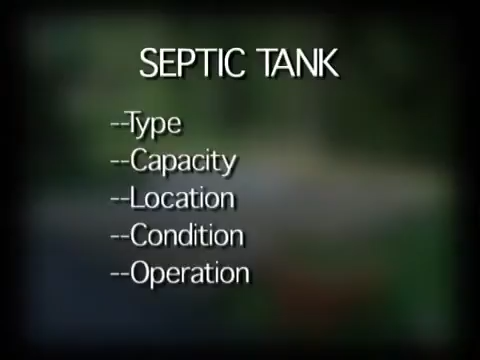 SEPTIC TANK
--Type
--Capacity
--Location
--Condition
--Operation